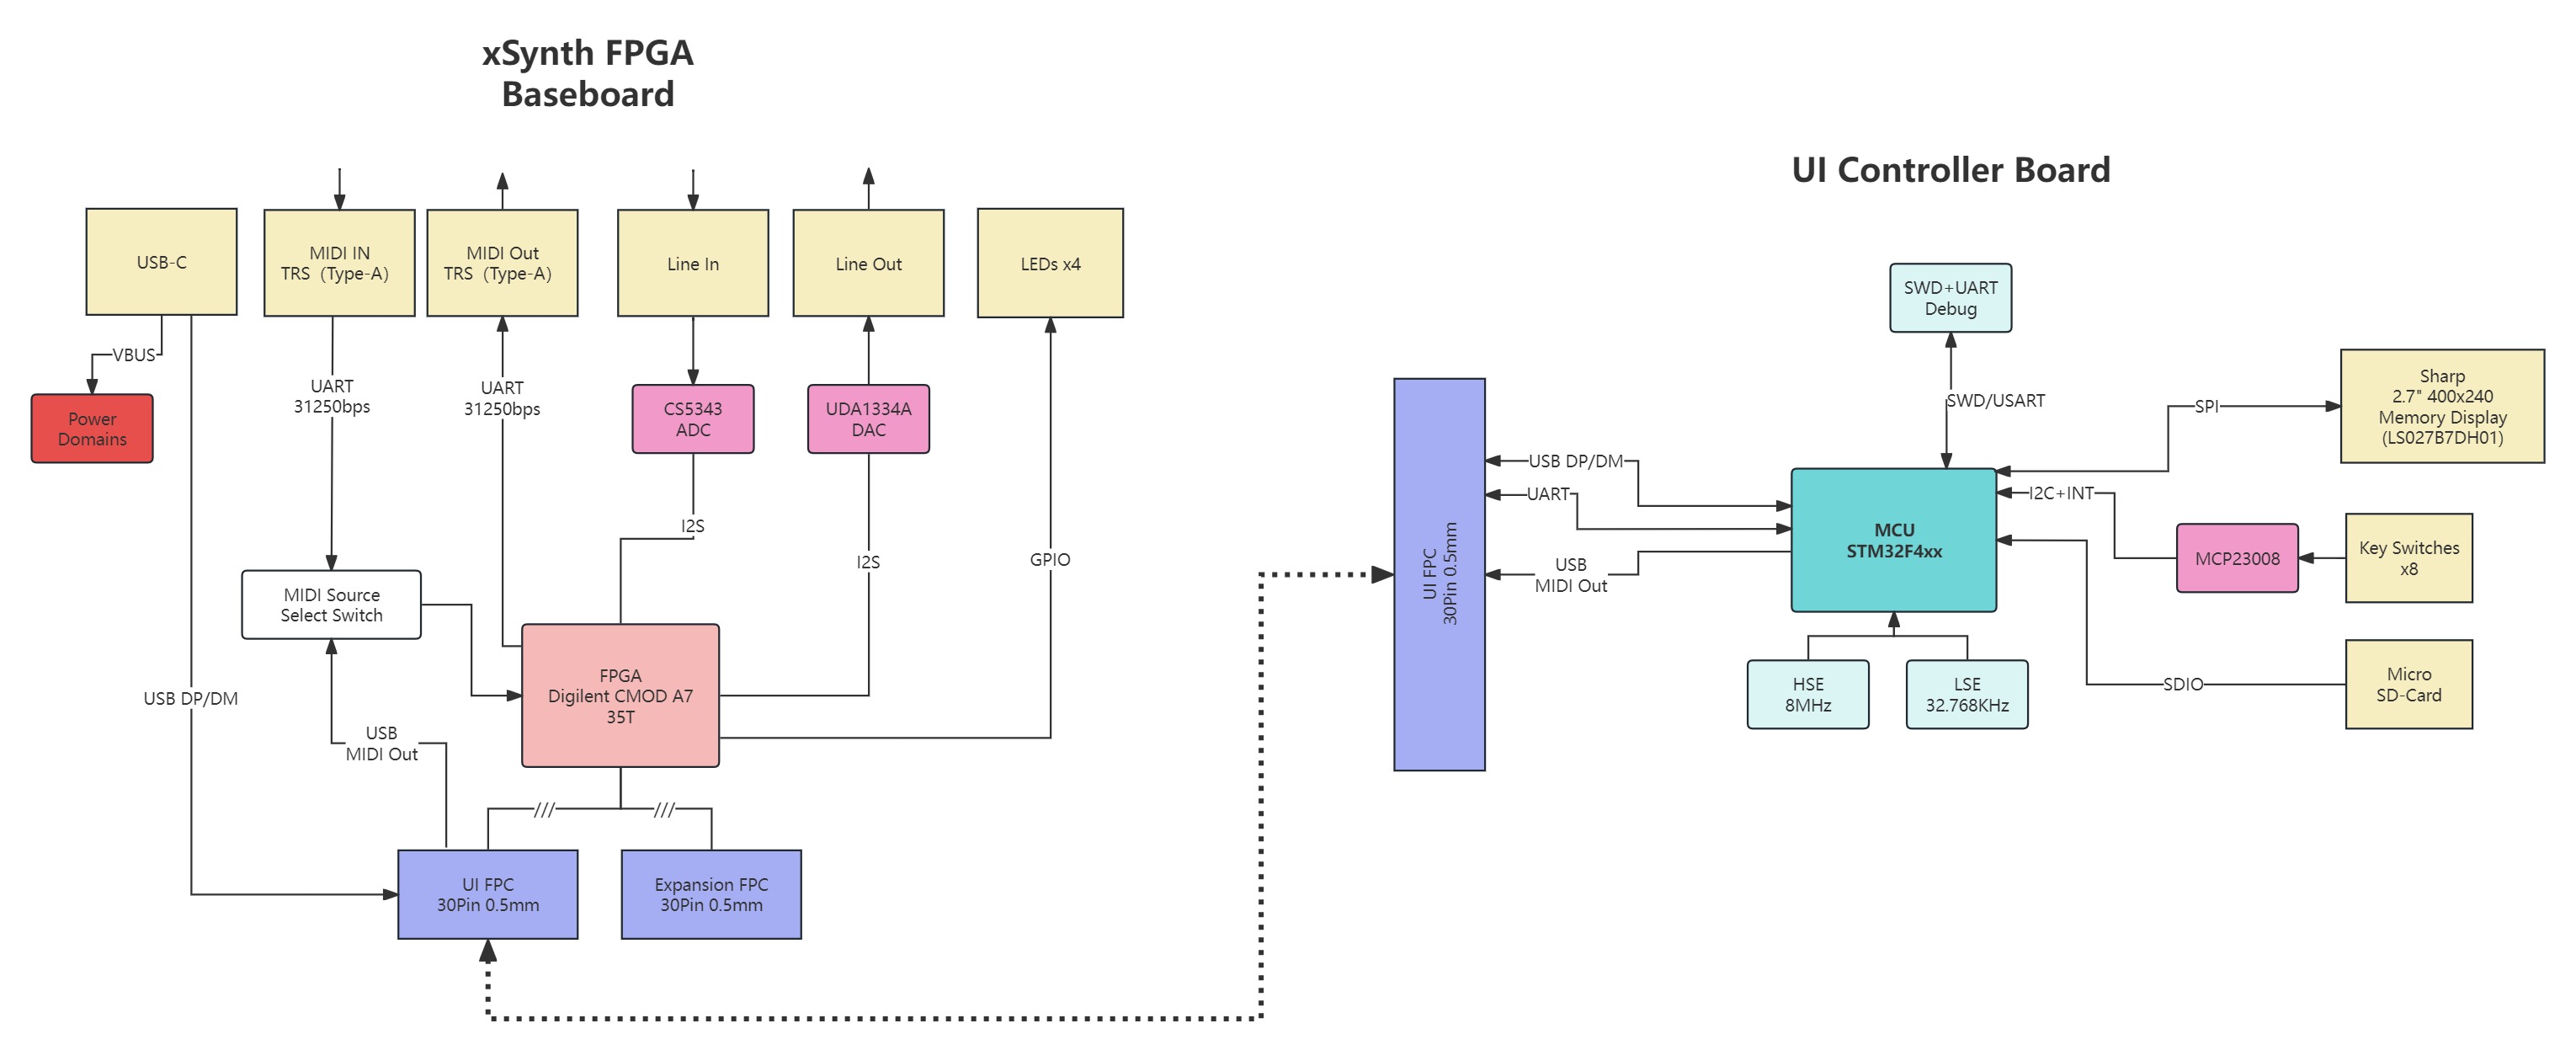 xSynth FPGA
Baseboard
USB-C
MIDI IN
TRS (Type-A)
MIDI Out
TRS (Type-A)
Line In
Line Out
LEDs x4
VBUS
Power
Domains
UART
31250bps
UART
31250bps
CS5343
ADC
UDA1334A
DAC
I2S
I2S
GPIO
MIDI Source
Select Switch
FPGA
Digilent CMOD A7
35T
USB DP/DM
USB
MIDI Out
///
///
UI FPC
30Pin 0.5mm
Expansion FPC
30Pin 0.5mm
UI Controller Board
SWD+UART
Debug
SWD/USART
Sharp
2.7" 400x240
Memory Display
(LS027B7DH01)
SPI
UI FPC
30Pin 0.5mm
USB DP/DM
UART
USB
MIDI Out
MCU
STM32F4xx
I2C+INT
MCP23008
Key Switches
x8
HSE
8MHz
LSE
32.768KHz
SDIO
Micro
SD-Card